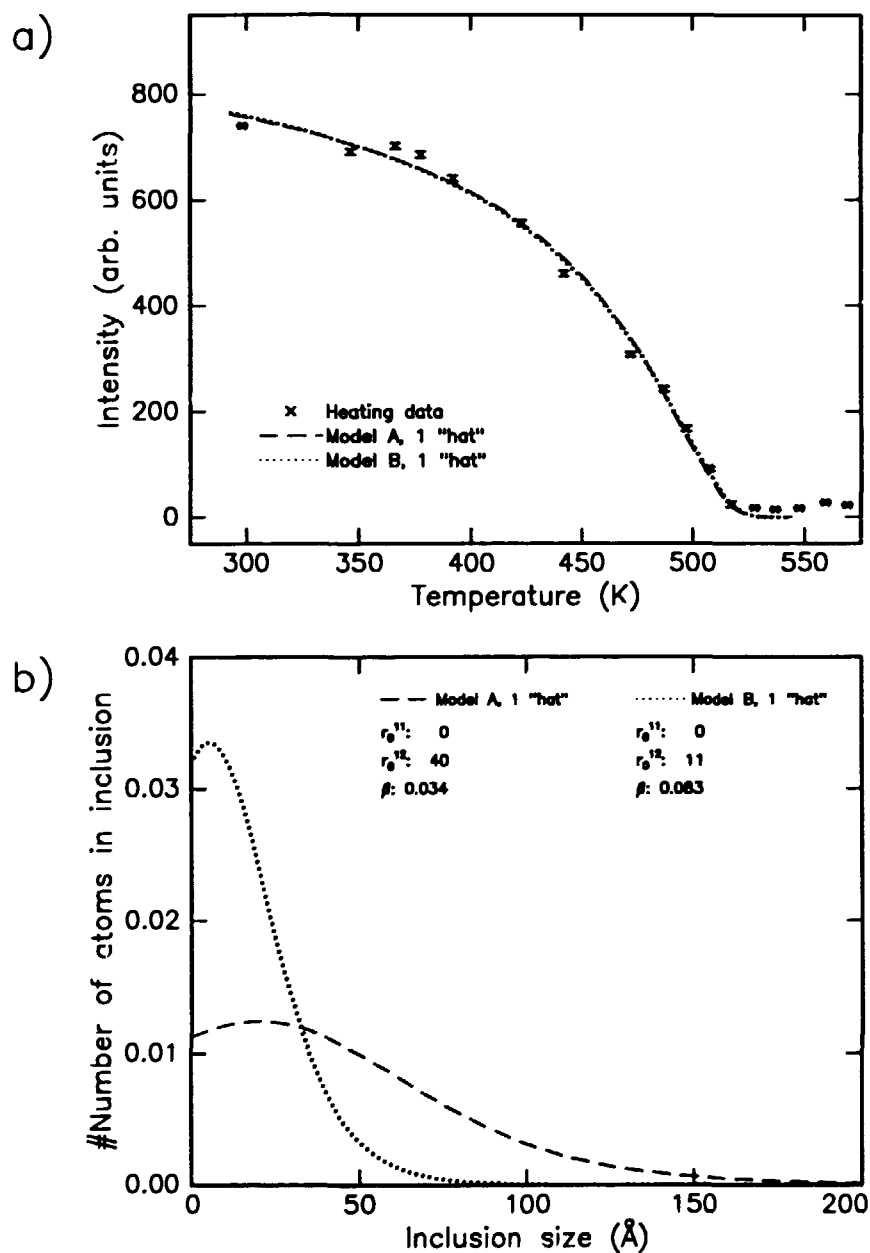 a)
Intensity (arb. units)
800
600
400
200
0
× Heating data
Model A, 1 "hat"
Model B, 1 "hat"
300 350 400 450 500 550
Temperature (K)
b)
#Number of atoms in inclusion
0.04
0.03
0.02
0.01
0.00
Model A, 1 "hat" Model B, 1 "hat"
r₀¹¹: 0 r₀¹¹: 0
r₀¹²: 40 r₀¹²: 11
β: 0.034 β: 0.083
0 50 100 150 200
Inclusion size (Å)